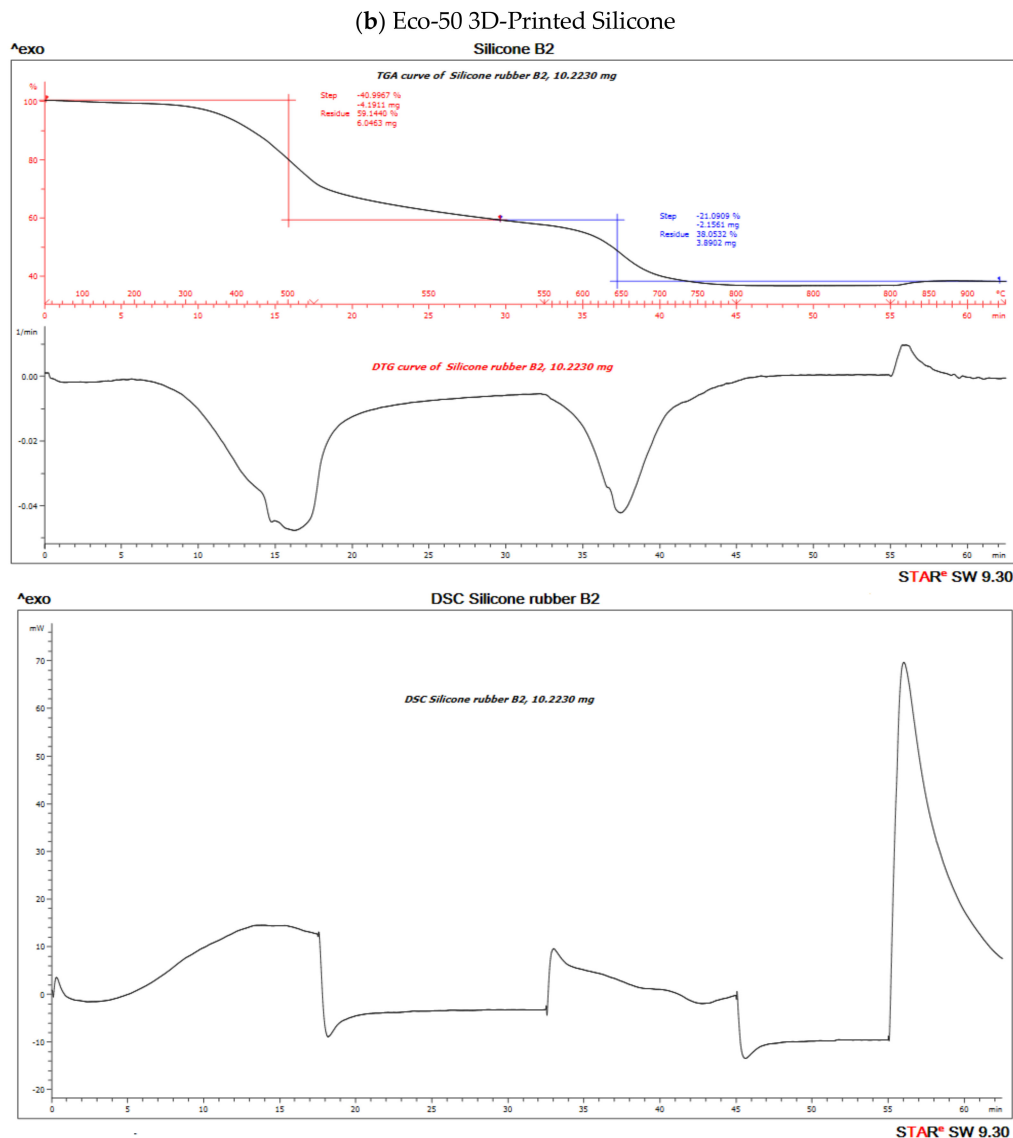 (b) Eco-50 3D-Printed Silicone
^exo
Silicone B2
TGA curve of Silicone rubber B2, 10.2230 mg
%
Step -40.9967 %
-4.1911 mg
Residue 59.1440 %
6.0463 mg
100
80
60
40
Step -21.0909 %
-2.1561 mg
Residue 38.0532 %
3.8902 mg
100 200 300 400 500 550 550 600 650 700 750 800 800 800 850 900 °C
0 5 10 15 20 25 30 35 40 45 50 55 60 min
1/min
DTG curve of Silicone rubber B2, 10.2230 mg
0.00
-0.02
-0.04
0 5 10 15 20 25 30 35 40 45 50 55 60 min
STARe SW 9.30
^exo
DSC Silicone rubber B2
mW
DSC Silicone rubber B2, 10.2230 mg
70
60
50
40
30
20
10
0
-10
-20
0 5 10 15 20 25 30 35 40 45 50 55 60 min
STARe SW 9.30